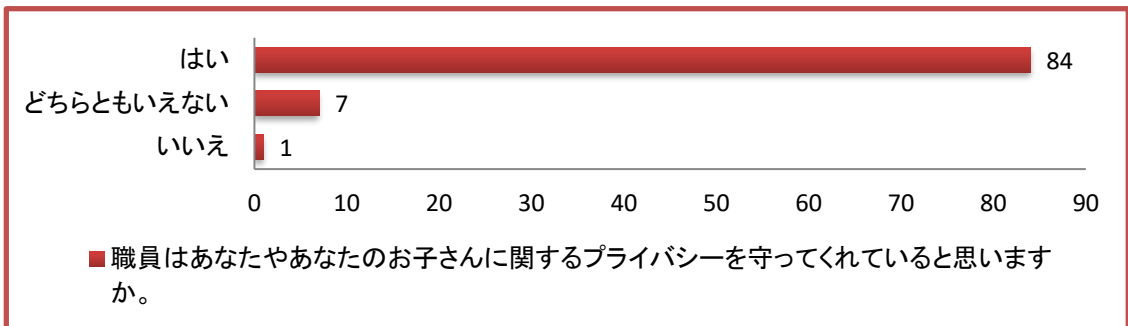 はい 84
どちらともいえない 7
いいえ 1
0 10 20 30 40 50 60 70 80 90
職員はあなたやあなたのお子さんに関するプライバシーを守ってくれていると思います
か。